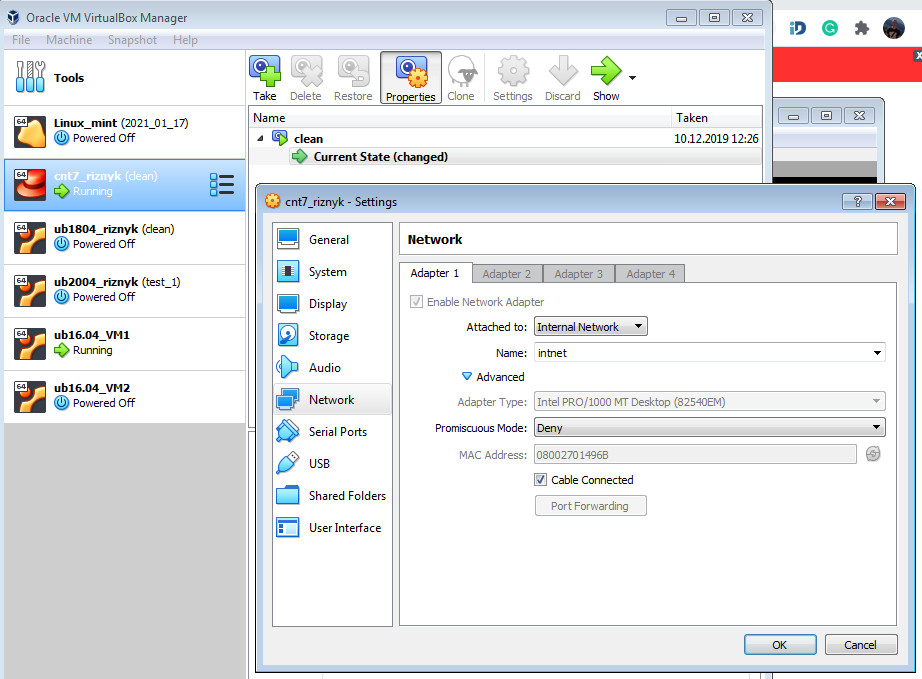 Oracle VM VirtualBox Manager
File Machine Snapshot Help
Tools
64 Linux_mint (2021_01_17)
Powered Off
64 cnt7_riznyk (clean)
Running
64 ub1804_riznyk (clean)
Powered Off
64 ub2004_riznyk (test_1)
Powered Off
64 ub16.04_VM1
Running
64 ub16.04_VM2
Powered Off
Take Delete Restore Properties Clone Settings Discard Show
Name Taken
clean 10.12.2019 12:26
Current State (changed)
iD G
cnt7_riznyk - Settings
?
General
System
Display
Storage
Audio
Network
Serial Ports
USB
Shared Folders
User Interface
Network
Adapter 1 Adapter 2 Adapter 3 Adapter 4
Enable Network Adapter
Attached to: Internal Network
Name: intnet
Advanced
Adapter Type: Intel PRO/1000 MT Desktop (82540EM)
Promiscuous Mode: Deny
MAC Address: 08002701496B
Cable Connected
Port Forwarding
OK Cancel